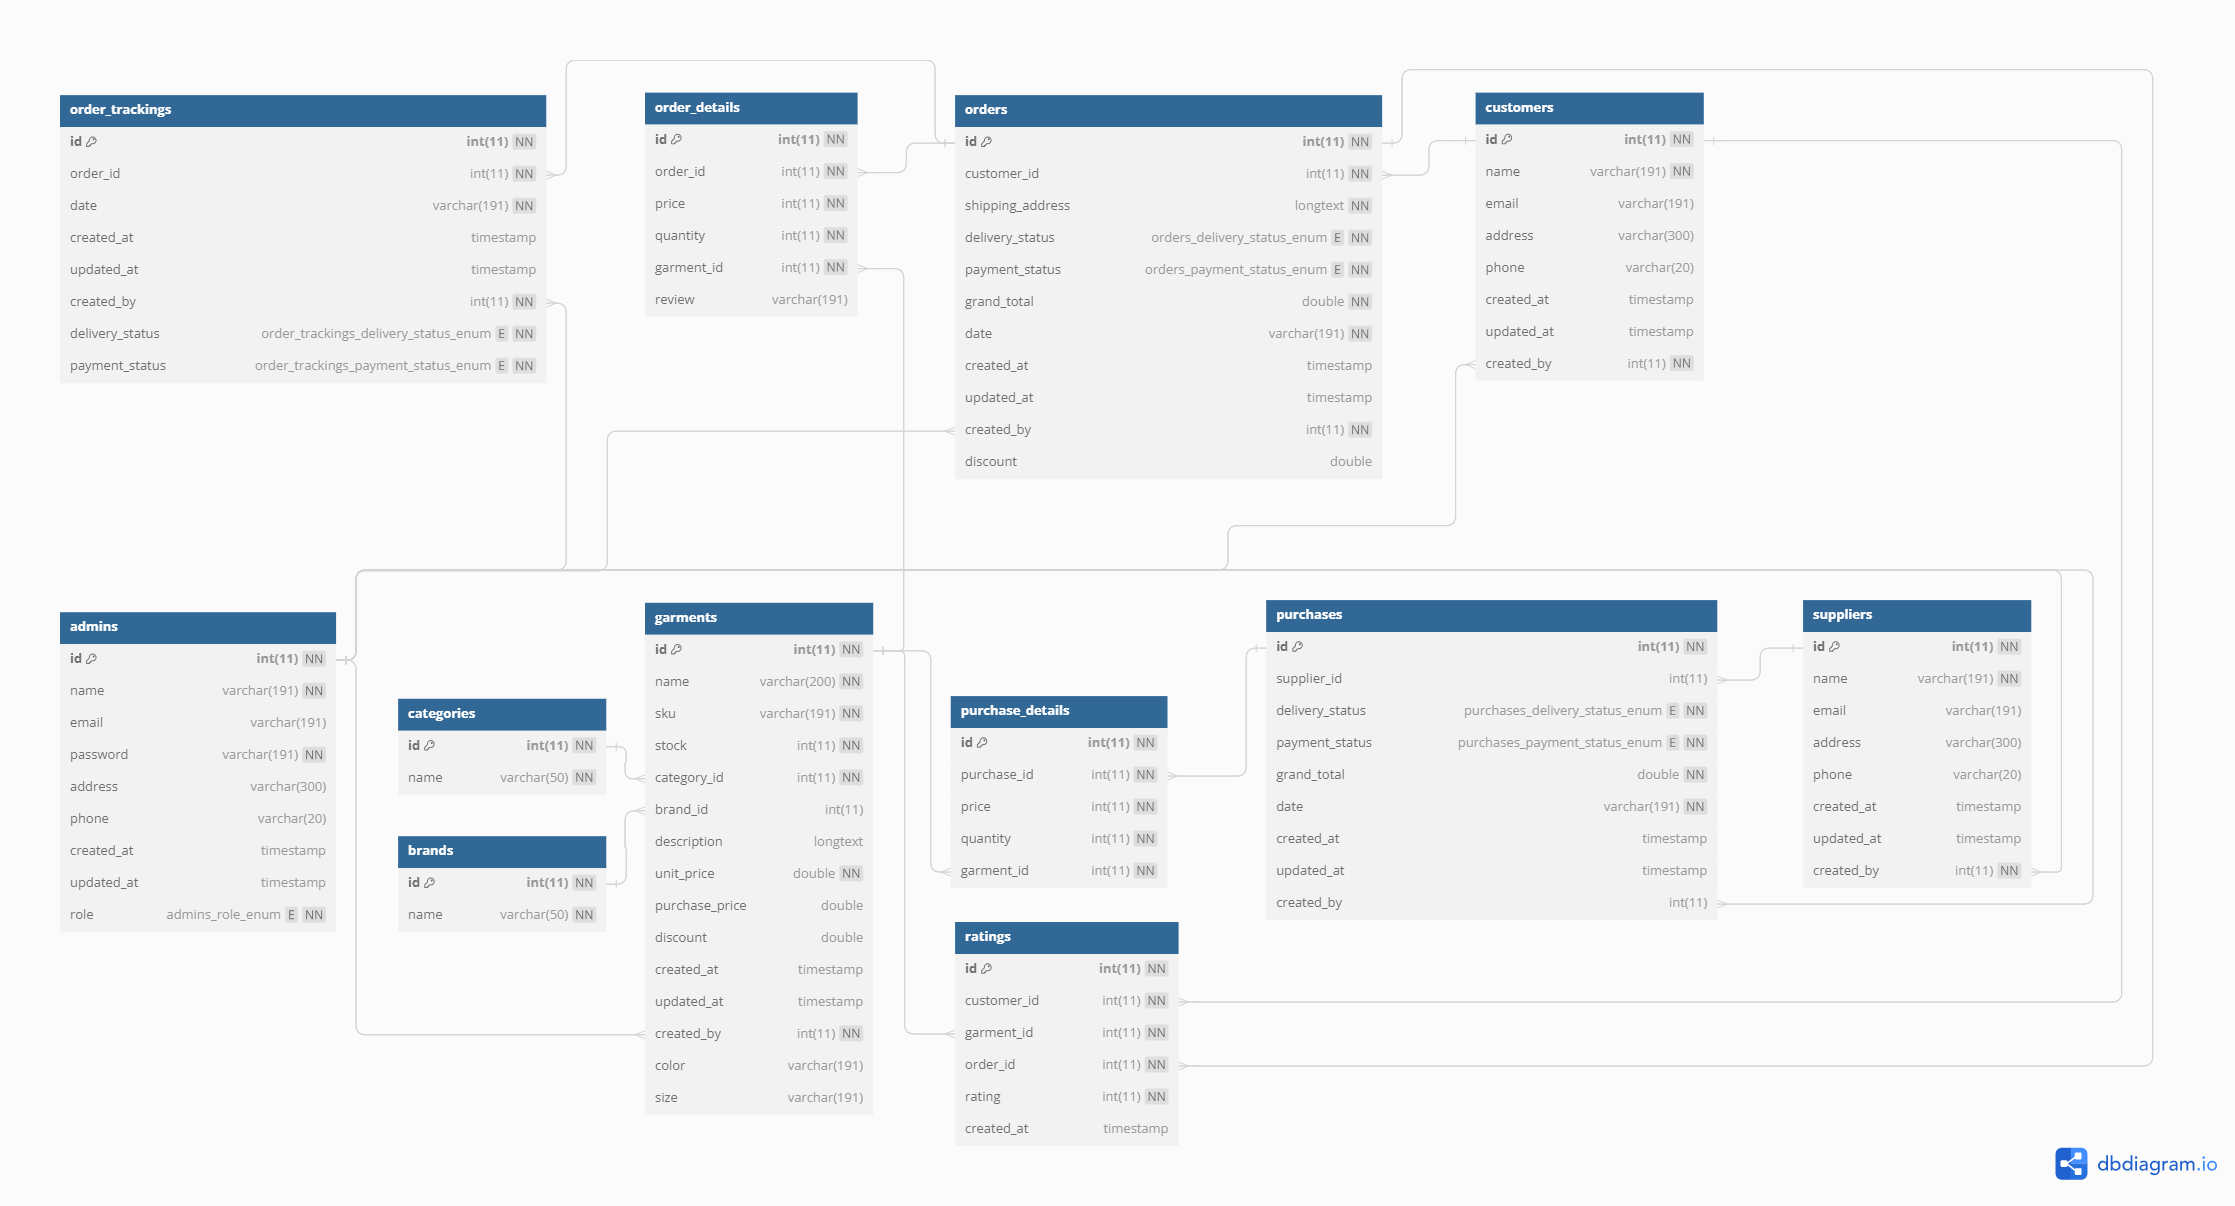 order_trackings
id int(11) NN
order_id int(11) NN
date varchar(191) NN
created_at timestamp
updated_at timestamp
created_by int(11) NN
delivery_status order_trackings_delivery_status_enum E NN
payment_status order_trackings_payment_status_enum E NN
order_details
id int(11) NN
order_id int(11) NN
price int(11) NN
quantity int(11) NN
garment_id int(11) NN
review varchar(191)
orders
id int(11) NN
customer_id int(11) NN
shipping_address longtext NN
delivery_status orders_delivery_status_enum E NN
payment_status orders_payment_status_enum E NN
grand_total double NN
date varchar(191) NN
created_at timestamp
updated_at timestamp
created_by int(11) NN
discount double
customers
id int(11) NN
name varchar(191) NN
email varchar(191)
address varchar(300)
phone varchar(20)
created_at timestamp
updated_at timestamp
created_by int(11) NN
admins
id int(11) NN
name varchar(191) NN
email varchar(191)
password varchar(191) NN
address varchar(300)
phone varchar(20)
created_at timestamp
updated_at timestamp
role admins_role_enum E NN
categories
id int(11) NN
name varchar(50) NN
brands
id int(11) NN
name varchar(50) NN
garments
id int(11) NN
name varchar(200) NN
sku varchar(191) NN
stock int(11) NN
category_id int(11) NN
brand_id int(11)
description longtext
unit_price double NN
purchase_price double
discount double
created_at timestamp
updated_at timestamp
created_by int(11) NN
color varchar(191)
size varchar(191)
purchase_details
id int(11) NN
purchase_id int(11) NN
price int(11) NN
quantity int(11) NN
garment_id int(11) NN
ratings
id int(11) NN
customer_id int(11) NN
garment_id int(11) NN
order_id int(11) NN
rating int(11) NN
created_at timestamp
purchases
id int(11) NN
supplier_id int(11)
delivery_status purchases_delivery_status_enum E NN
payment_status purchases_payment_status_enum E NN
grand_total double NN
date varchar(191) NN
created_at timestamp
updated_at timestamp
created_by int(11)
suppliers
id int(11) NN
name varchar(191) NN
email varchar(191)
address varchar(300)
phone varchar(20)
created_at timestamp
updated_at timestamp
created_by int(11) NN
dbdiagram.io